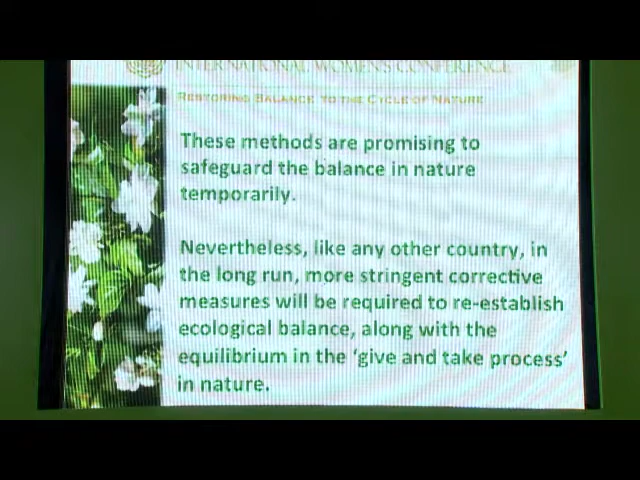 INTERNATIONAL WOMEN'S CONFERENCE
RESTORING BALANCE TO THE CYCLE OF NATURE
These methods are promising to
safeguard the balance in nature
temporarily.
Nevertheless, like any other country, in
the long run, more stringent corrective
measures will be required to re-establish
ecological balance, along with the
equilibrium in the ‘give and take process’
in nature.